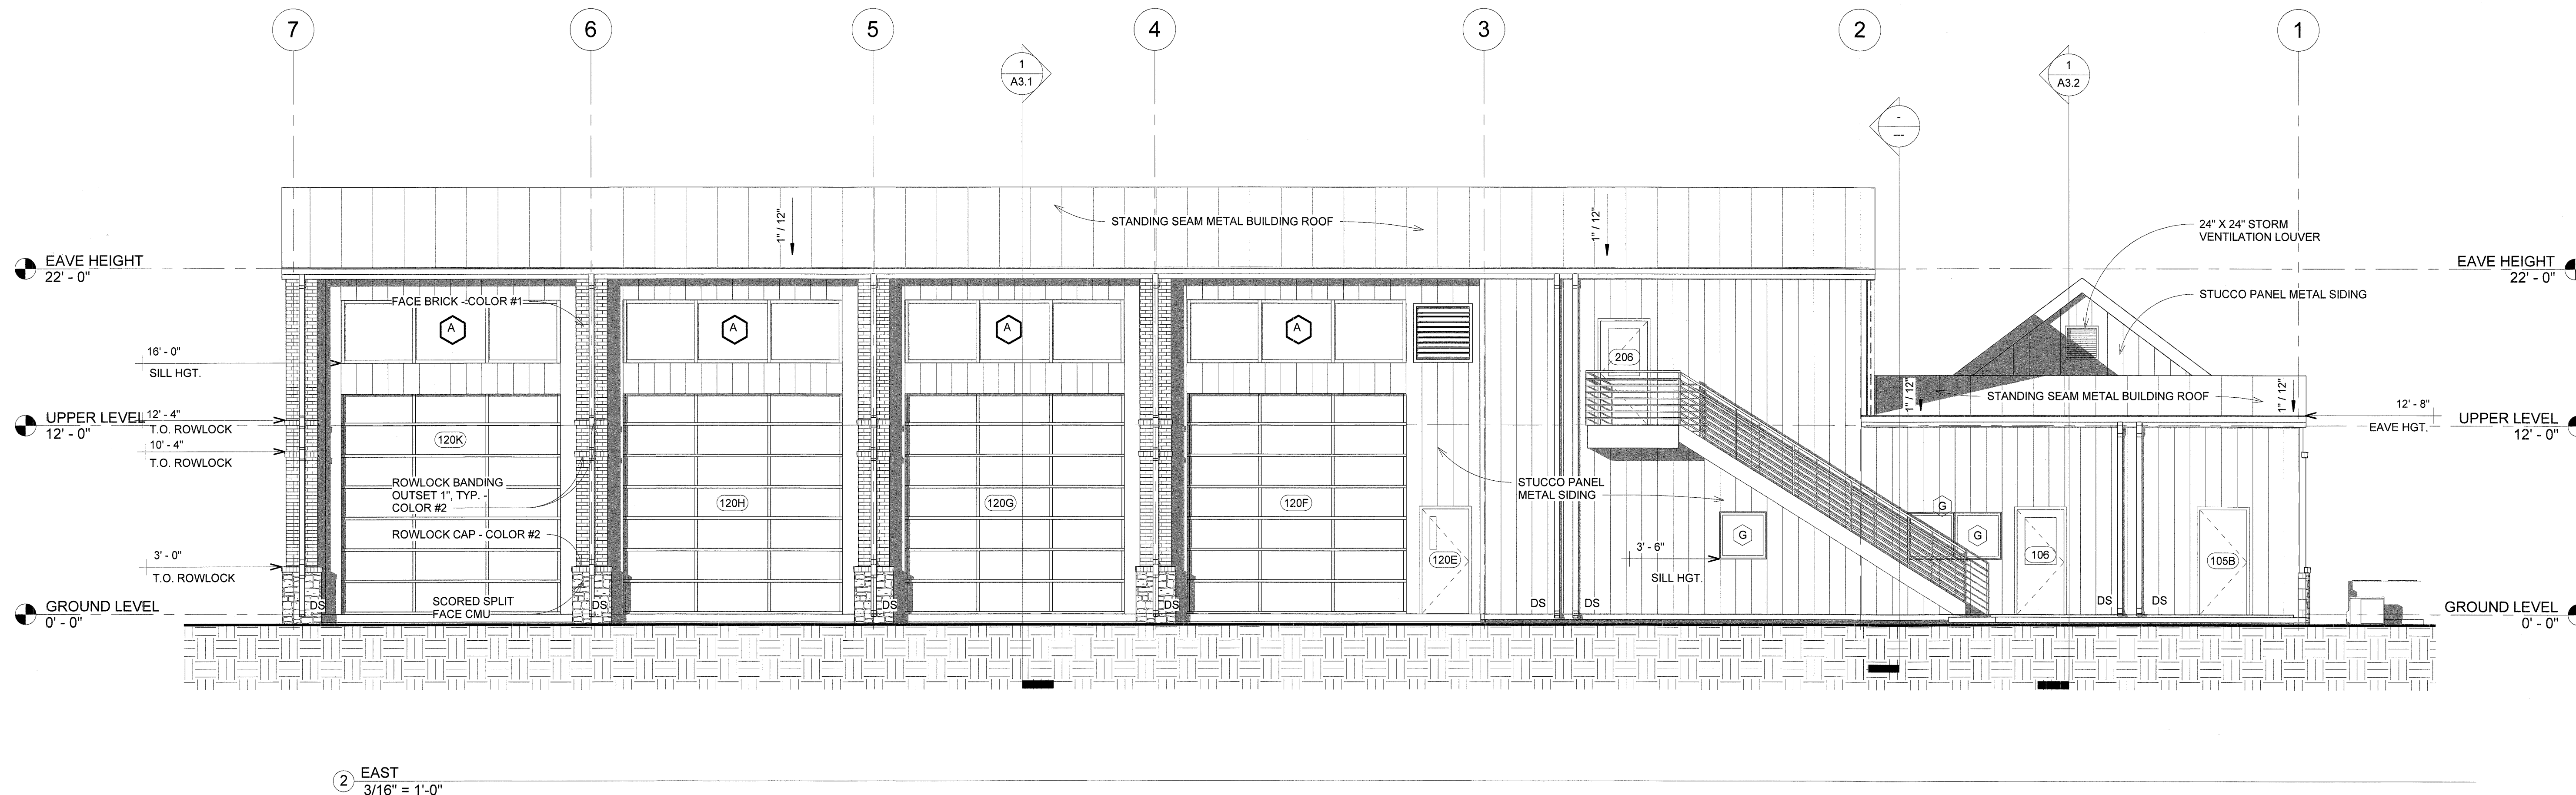 7
6
5
4
3
2
1
1
A3.1
1
A3.2
-
---
1" / 12"
STANDING SEAM METAL BUILDING ROOF
1" / 12"
24" X 24" STORM
VENTILATION LOUVER
EAVE HEIGHT
22' - 0"
EAVE HEIGHT
22' - 0"
STUCCO PANEL METAL SIDING
FACE BRICK - COLOR #1
A
A
A
A
16' - 0"
SILL HGT.
206
1" / 12"
STANDING SEAM METAL BUILDING ROOF
1" / 12"
12' - 8"
EAVE HGT.
UPPER LEVEL
12' - 0"
12' - 4"
T.O. ROWLOCK
10' - 4"
T.O. ROWLOCK
UPPER LEVEL
12' - 0"
120K
ROWLOCK BANDING
OUTSET 1", TYP. -
COLOR #2
120H
120G
120F
STUCCO PANEL
METAL SIDING
G
G
G
ROWLOCK CAP - COLOR #2
3' - 0"
T.O. ROWLOCK
120E
3' - 6"
SILL HGT.
106
105B
SCORED SPLIT
FACE CMU
DS
DS
DS
DS
DS
DS
DS
DS
GROUND LEVEL
0' - 0"
GROUND LEVEL
0' - 0"
2
EAST
3/16" = 1'-0"